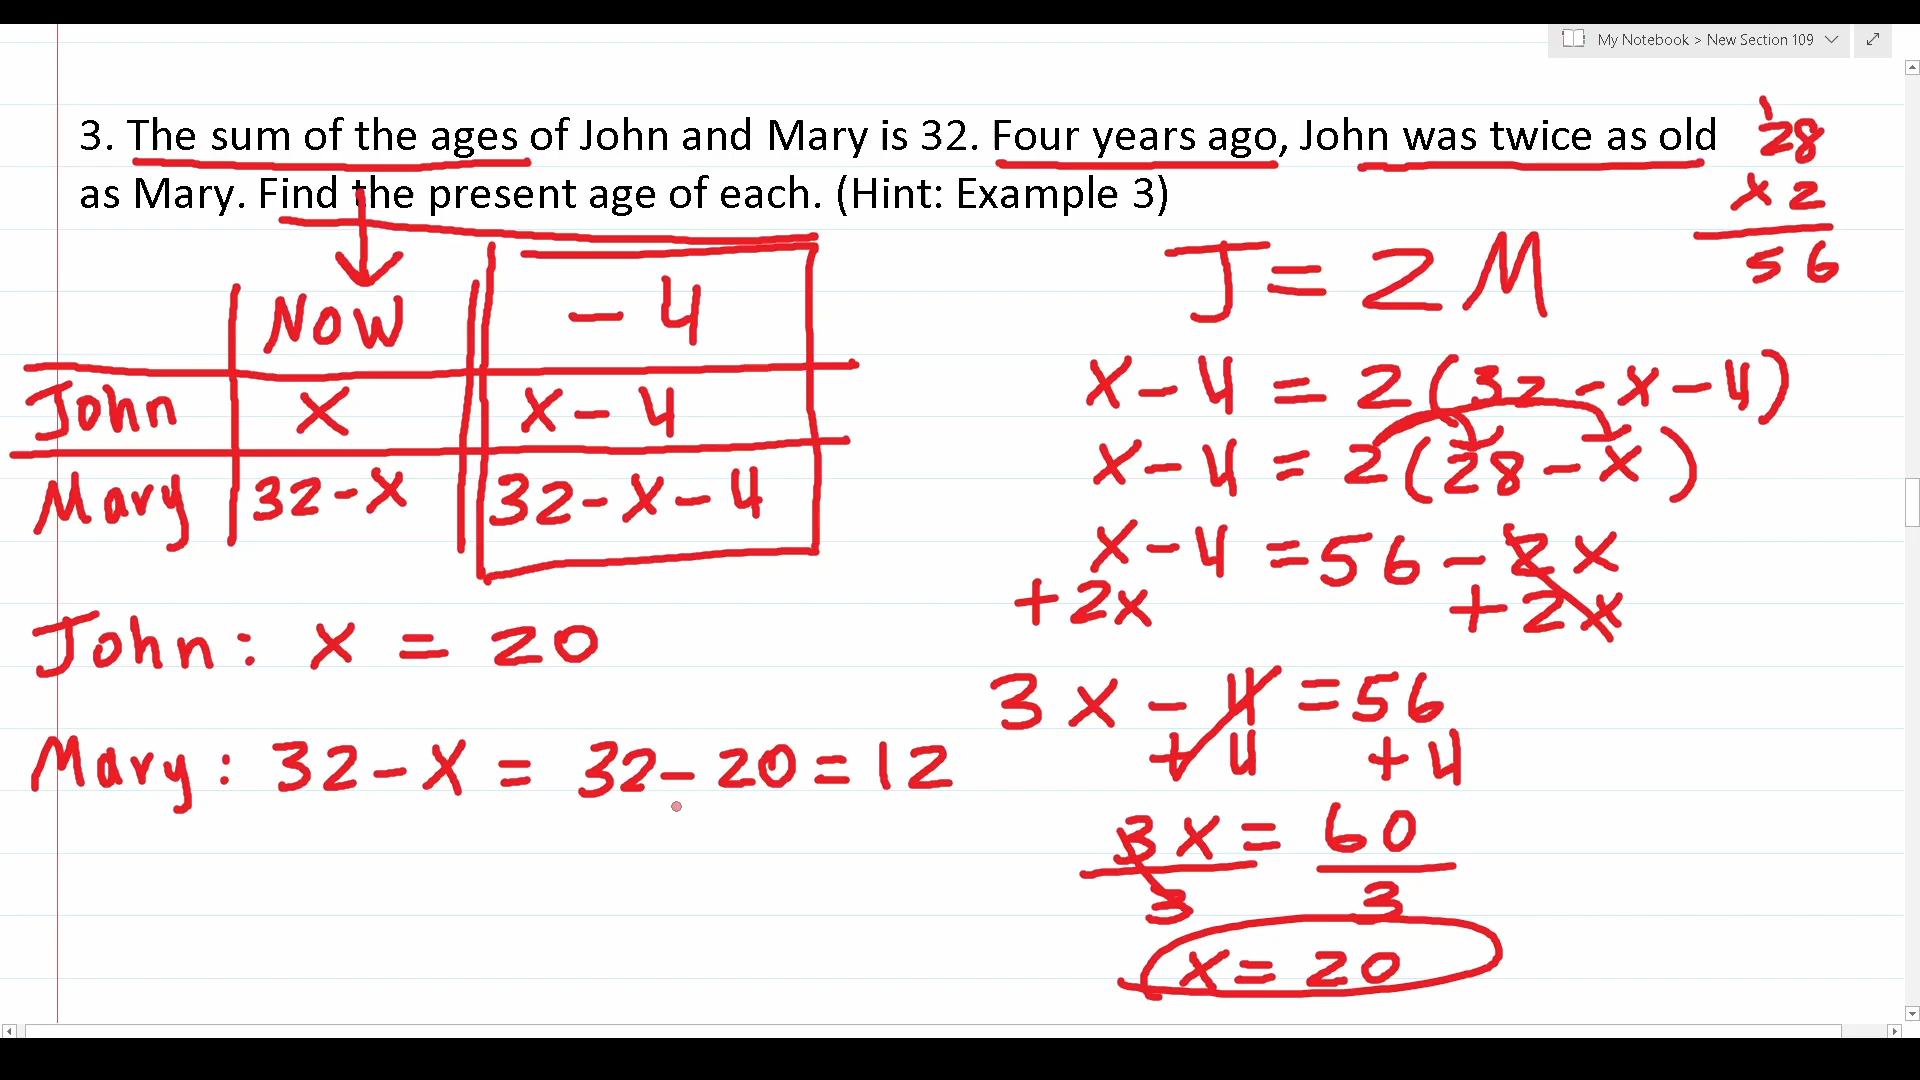 My Notebook > New Section 109
3. The sum of the ages of John and Mary is 32. Four years ago, John was twice as old
as Mary. Find the present age of each. (Hint: Example 3)
1
28
x 2
56
Now - 4
John x x - 4
Mary 32-x 32-x-4
John: x = 20
Mary: 32-x = 32-20=12
J = 2M
x-4 = 2(32-x-4)
x-4 = 2(28-x)
x-4 = 56-2x
+2x +2x
3x-4=56
+4 +4
3x = 60
3 3
x = 20